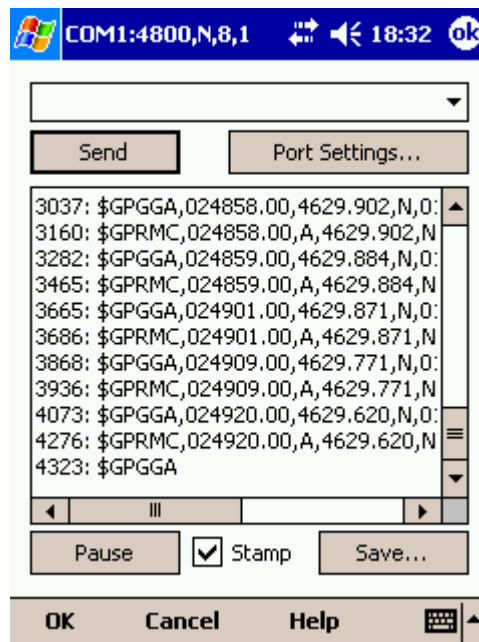 COM1:4800,N,8,1 18:32 ok
Send Port Settings...
3037: $GPGGA,024858.00,4629.902,N,0
3160: $GPRMC,024858.00,A,4629.902,N
3282: $GPGGA,024859.00,4629.884,N,0
3465: $GPRMC,024859.00,A,4629.884,N
3665: $GPGGA,024901.00,4629.871,N,0
3686: $GPRMC,024901.00,A,4629.871,N
3868: $GPGGA,024909.00,4629.771,N,0
3936: $GPRMC,024909.00,A,4629.771,N
4073: $GPGGA,024920.00,4629.620,N,0
4276: $GPRMC,024920.00,A,4629.620,N
4323: $GPGGA
Pause Stamp Save...
OK Cancel Help